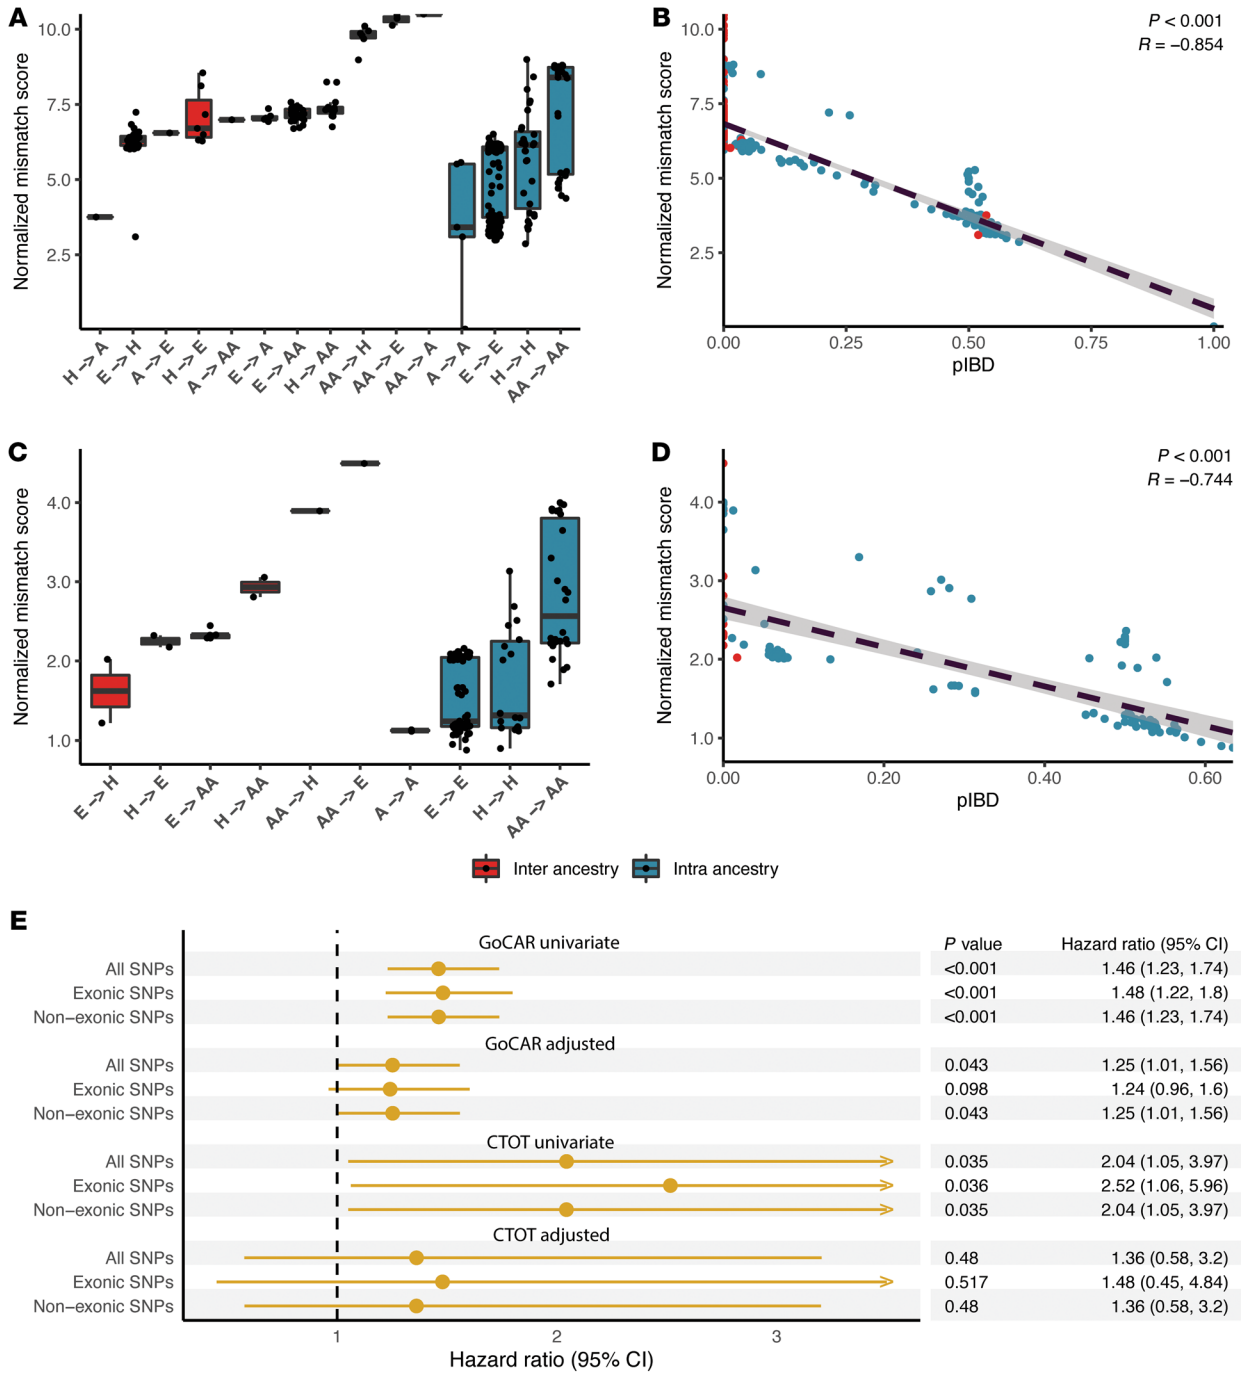 A
Normalized mismatch score
10.0
7.5
5.0
2.5
H -> A
E -> H
A -> E
H -> E
A -> AA
E -> A
E -> AA
H -> AA
AA -> H
AA -> E
AA -> A
A -> A
E -> E
H -> H
AA -> AA
B
P < 0.001
R = −0.854
Normalized mismatch score
10.0
7.5
5.0
2.5
0.00 0.25 0.50 0.75 1.00
pIBD
C
Normalized mismatch score
4.0
3.0
2.0
1.0
E -> H
H -> E
E -> AA
H -> AA
AA -> H
AA -> E
A -> A
E -> E
H -> H
AA -> AA
D
P < 0.001
R = −0.744
Normalized mismatch score
4.0
3.0
2.0
1.0
0.00 0.20 0.40 0.60
pIBD
Inter ancestry Intra ancestry
E
GoCAR univariate P value Hazard ratio (95% CI)
All SNPs <0.001 1.46 (1.23, 1.74)
Exonic SNPs <0.001 1.48 (1.22, 1.8)
Non−exonic SNPs <0.001 1.46 (1.23, 1.74)
GoCAR adjusted
All SNPs 0.043 1.25 (1.01, 1.56)
Exonic SNPs 0.098 1.24 (0.96, 1.6)
Non−exonic SNPs 0.043 1.25 (1.01, 1.56)
CTOT univariate
All SNPs 0.035 2.04 (1.05, 3.97)
Exonic SNPs 0.036 2.52 (1.06, 5.96)
Non−exonic SNPs 0.035 2.04 (1.05, 3.97)
CTOT adjusted
All SNPs 0.48 1.36 (0.58, 3.2)
Exonic SNPs 0.517 1.48 (0.45, 4.84)
Non−exonic SNPs 0.48 1.36 (0.58, 3.2)
1 2 3
Hazard ratio (95% CI)